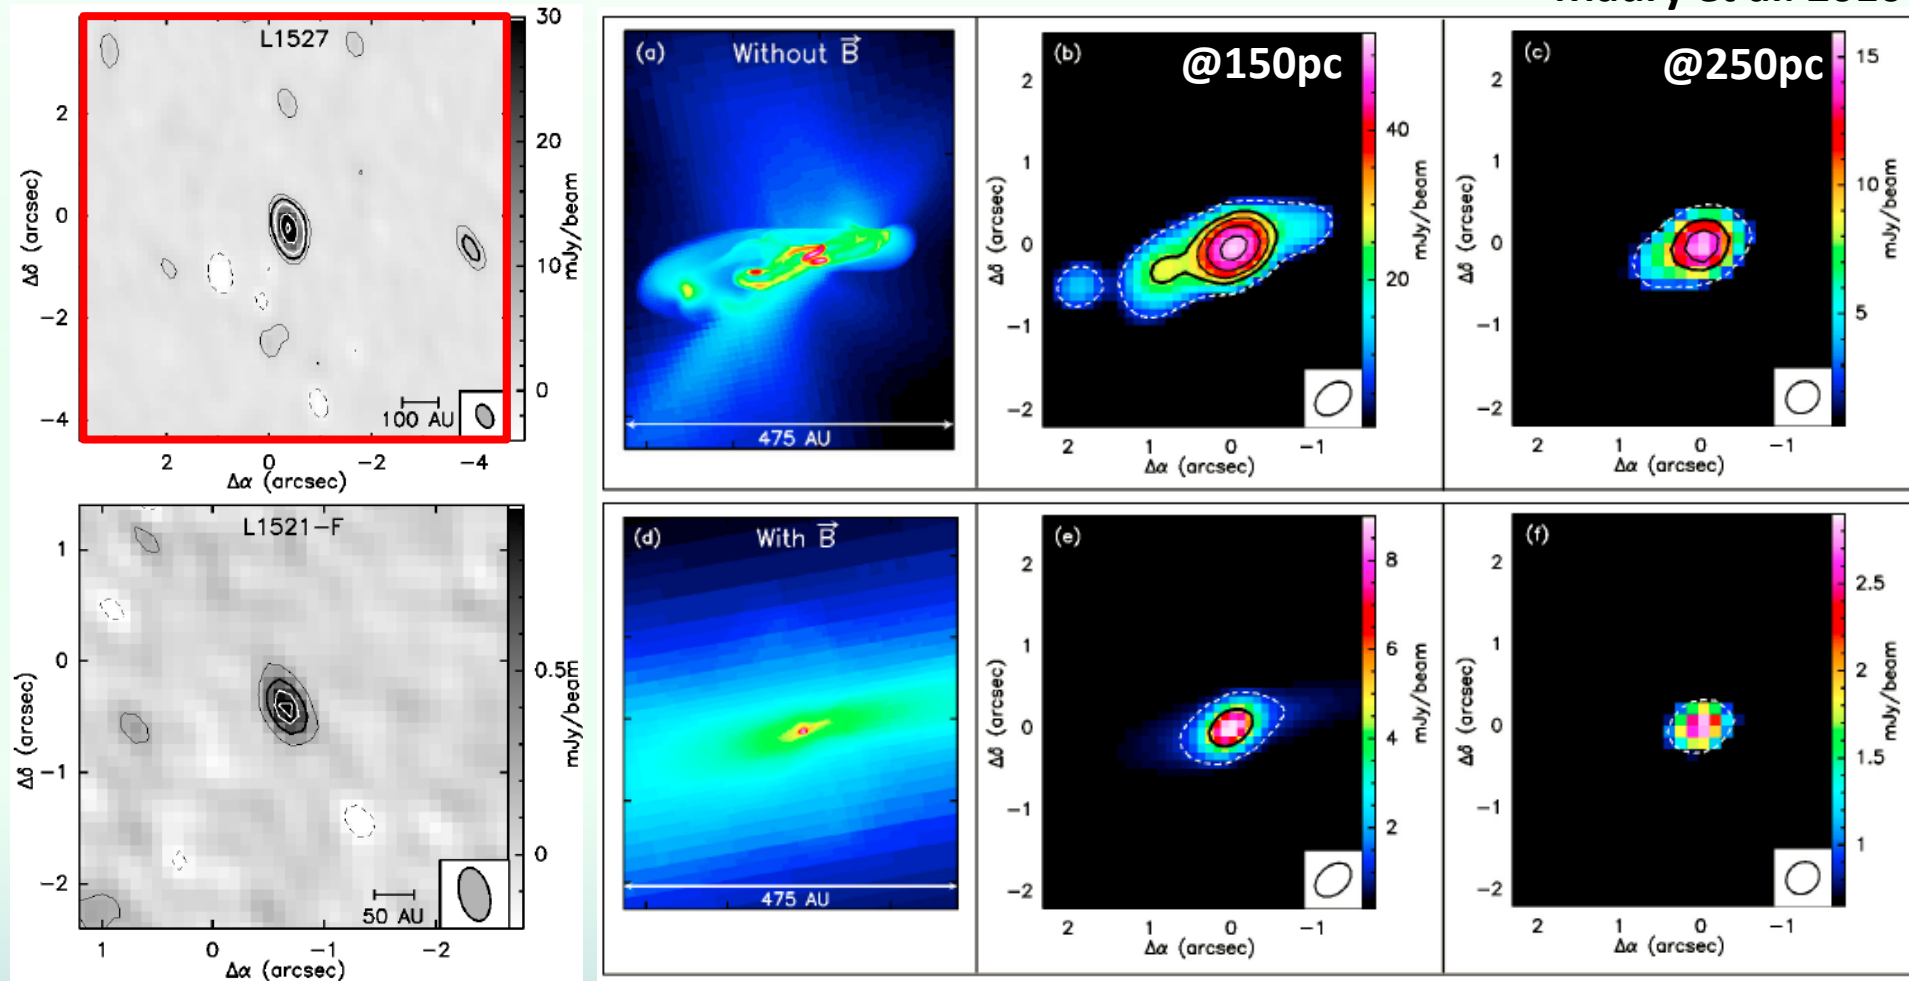 L1527
30
20
10
0
mJy/beam
2
0
−2
−4
Δδ (arcsec)
100 AU
2
0
−2
−4
Δα (arcsec)
L1521−F
0.5
0
mJy/beam
1
0
−1
−2
Δδ (arcsec)
50 AU
1
0
−1
−2
Δα (arcsec)
(a)
Without B
475 AU
(b)
@150pc
2
1
0
−1
−2
Δδ (arcsec)
40
20
mJy/beam
2
1
0
−1
Δα (arcsec)
(c)
@250pc
2
1
0
−1
−2
Δδ (arcsec)
15
10
5
mJy/beam
2
1
0
−1
Δα (arcsec)
(d)
With B
475 AU
(e)
2
1
0
−1
−2
Δδ (arcsec)
8
6
4
2
mJy/beam
2
1
0
−1
Δα (arcsec)
(f)
2
1
0
−1
−2
Δδ (arcsec)
2.5
2
1.5
1
mJy/beam
2
1
0
−1
Δα (arcsec)